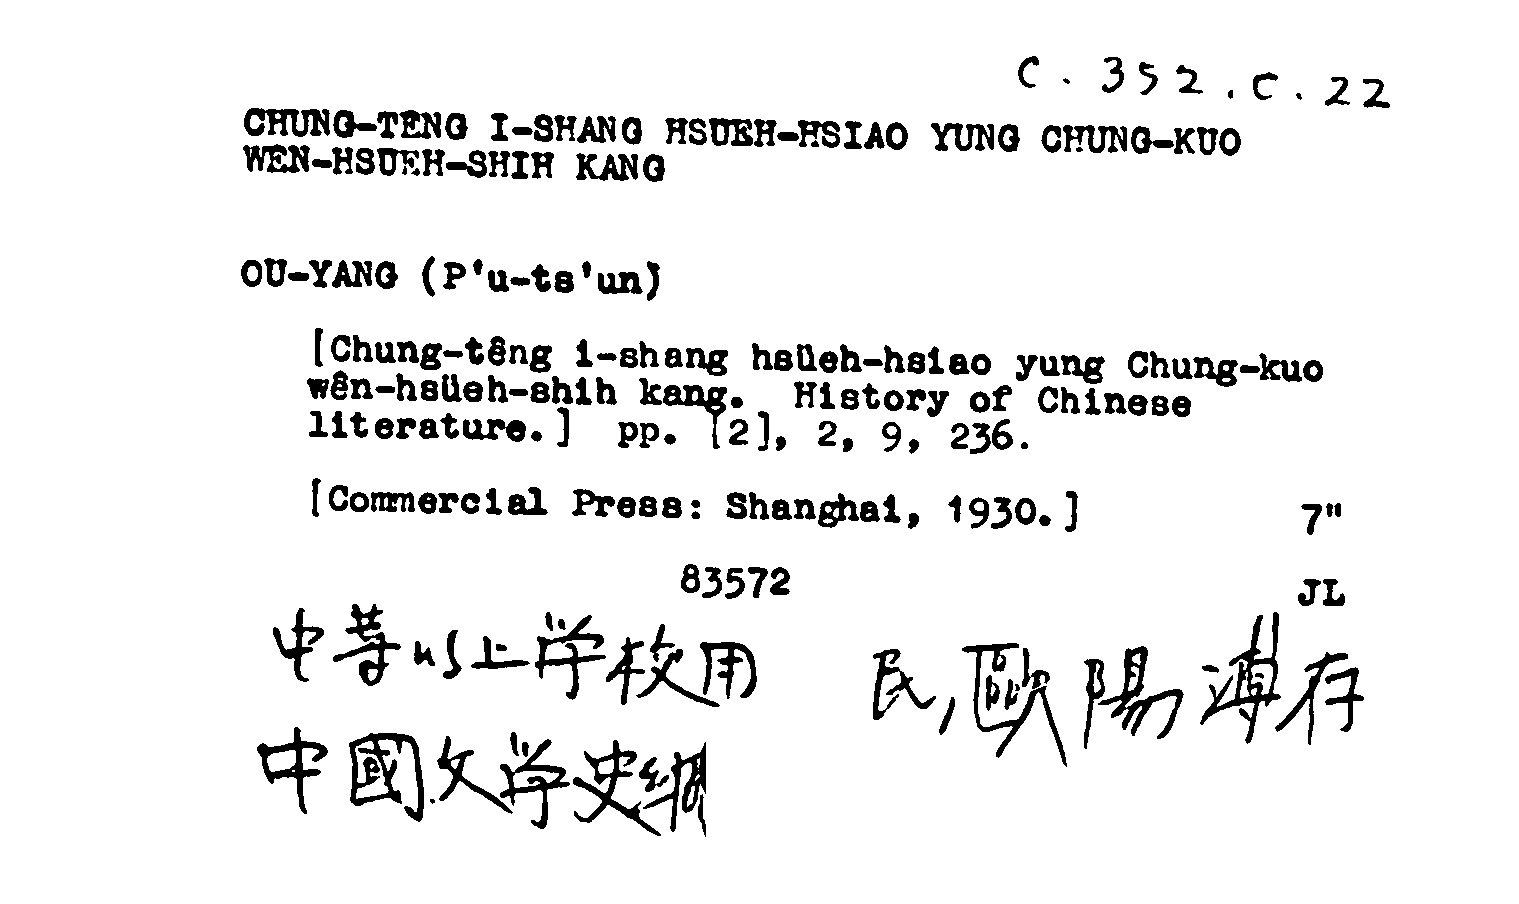 C. 352. C. 22
CHUNG-TÊNG I-SHANG HSUEH-HSIAO YUNG CHUNG-KUO
WEN-HSUEH-SHIH KANG
OU-YANG (P'u-ts'un)
[Chung-têng i-shang hsüeh-hsiao yung Chung-kuo
wên-hsüeh-shih kang. History of Chinese
literature.] pp. [2], 2, 9, 236.
[Commercial Press: Shanghai, 1930.] 7"
83572 JL
中等以上学校用 民,歐陽溥存
中國文学史綱